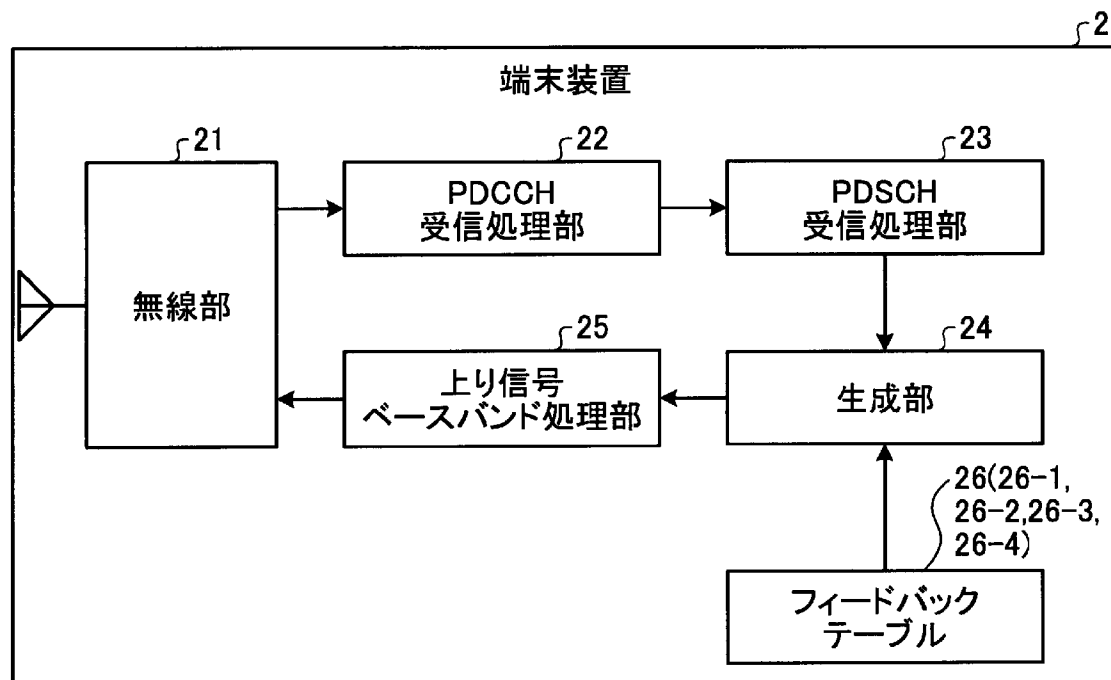 2
端末装置
21
22
23
PDCCH
受信処理部
PDSCH
受信処理部
無線部
25
24
上り信号
ベースバンド処理部
生成部
26(26-1,
26-2,26-3,
26-4)
フィードバック
テーブル